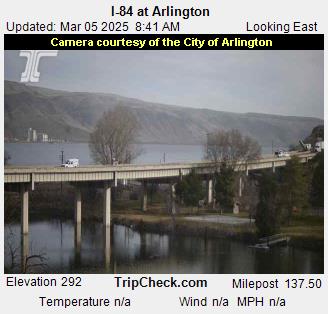 I-84 at Arlington
Updated: Mar 05 2025 8:41 AM Looking East
Camera courtesy of the City of Arlington
Elevation 292 TripCheck.com Milepost 137.50
Temperature n/a Wind n/a MPH n/a